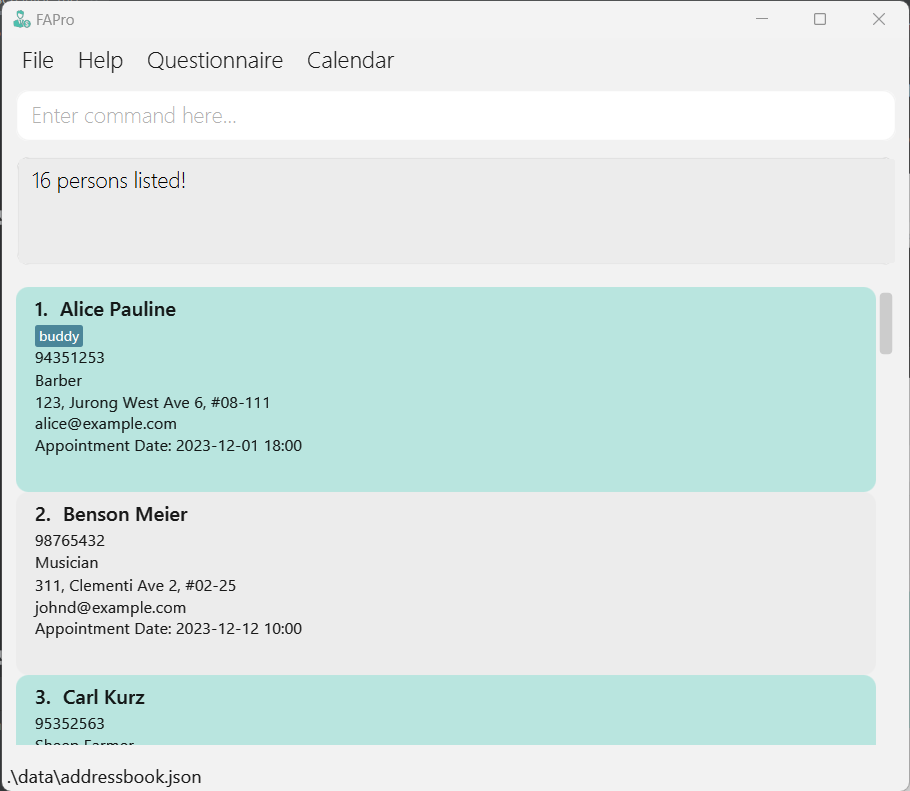 FAPro
File Help Questionnaire Calendar
Enter command here...
16 persons listed!
1. Alice Pauline
buddy
94351253
Barber
123, Jurong West Ave 6, #08-111
alice@example.com
Appointment Date: 2023-12-01 18:00
2. Benson Meier
98765432
Musician
311, Clementi Ave 2, #02-25
johnd@example.com
Appointment Date: 2023-12-12 10:00
3. Carl Kurz
95352563
Sheep Farmer
.\data\addressbook.json